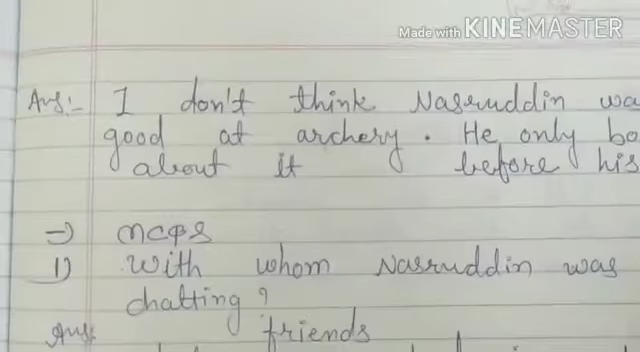 Made with KINEMASTER
Ans:- I don't think Nasruddin wa
good at archery. He only bo
about it before his
=) MCQS
1) With whom Nasruddin was
chatting?
Ans. friends